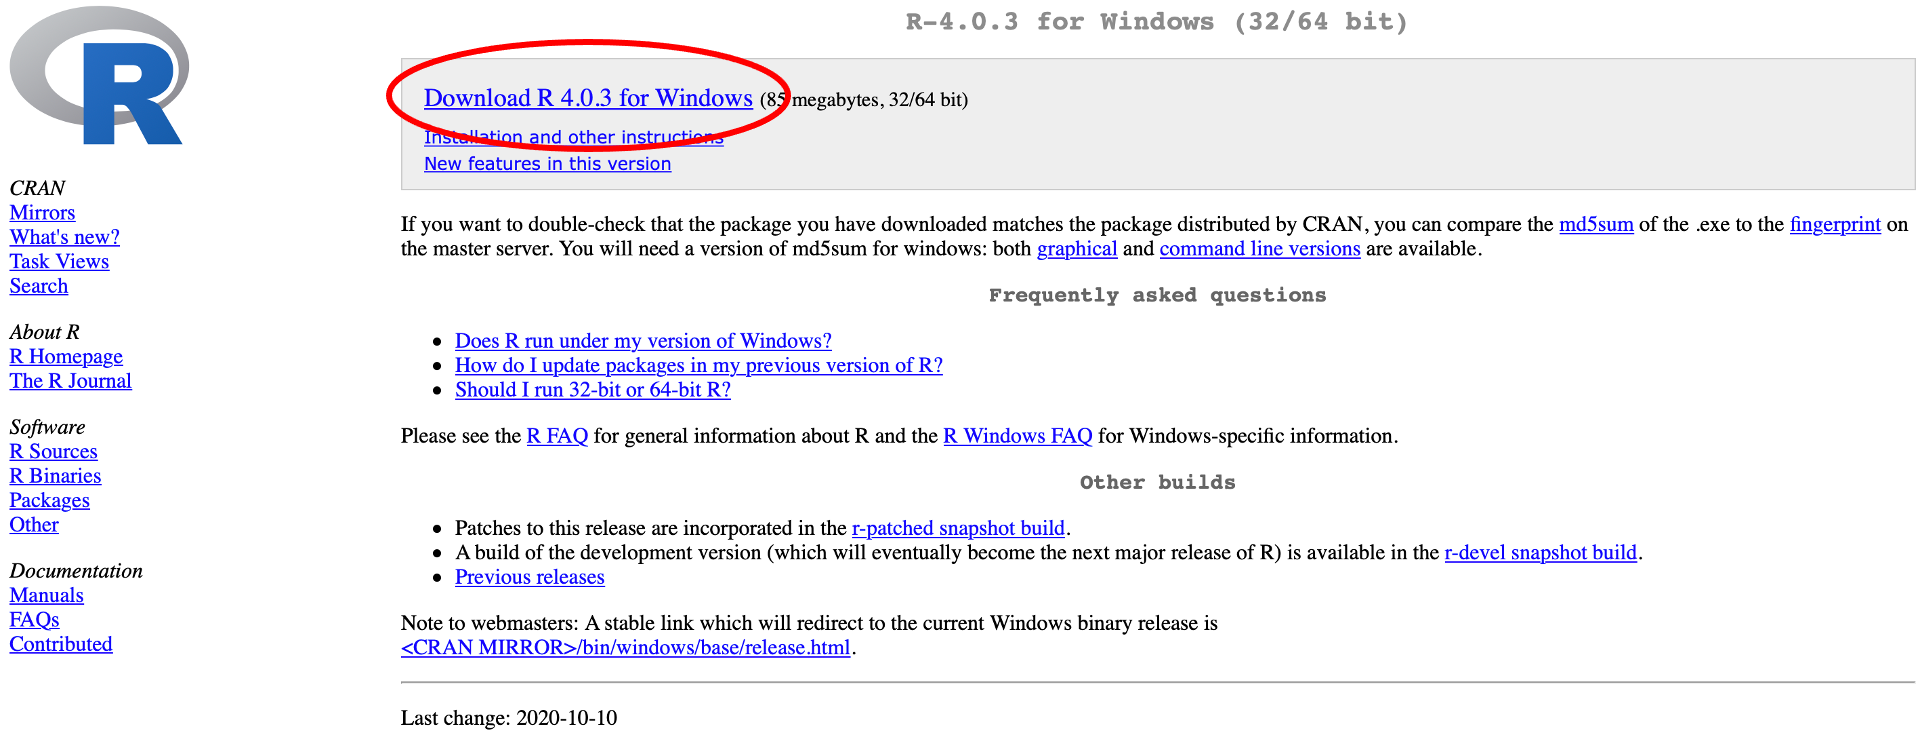 R
CRAN
Mirrors
What's new?
Task Views
Search
About R
R Homepage
The R Journal
Software
R Sources
R Binaries
Packages
Other
Documentation
Manuals
FAQs
Contributed
R-4.0.3 for Windows (32/64 bit)
Download R 4.0.3 for Windows (85 megabytes, 32/64 bit)
Installation and other instructions
New features in this version
If you want to double-check that the package you have downloaded matches the package distributed by CRAN, you can compare the md5sum of the .exe to the fingerprint on
the master server. You will need a version of md5sum for windows: both graphical and command line versions are available.
Frequently asked questions
• Does R run under my version of Windows?
• How do I update packages in my previous version of R?
• Should I run 32-bit or 64-bit R?
Please see the R FAQ for general information about R and the R Windows FAQ for Windows-specific information.
Other builds
• Patches to this release are incorporated in the r-patched snapshot build.
• A build of the development version (which will eventually become the next major release of R) is available in the r-devel snapshot build.
• Previous releases
Note to webmasters: A stable link which will redirect to the current Windows binary release is
<CRAN MIRROR>/bin/windows/base/release.html.
Last change: 2020-10-10